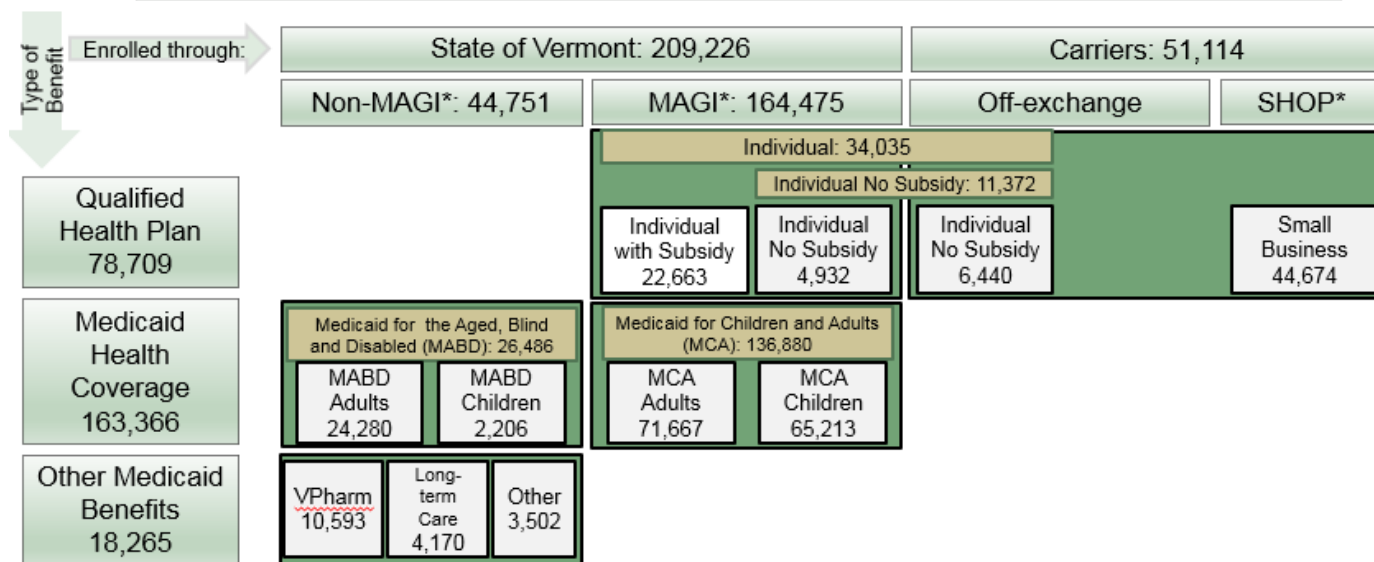 Type of
Benefit
Enrolled through:
State of Vermont: 209,226
Carriers: 51,114
Non-MAGI*: 44,751
MAGI*: 164,475
Off-exchange
SHOP*
Individual: 34,035
Individual No Subsidy: 11,372
Qualified
Health Plan
78,709
Individual
with Subsidy
22,663
Individual
No Subsidy
4,932
Individual
No Subsidy
6,440
Small
Business
44,674
Medicaid
Health
Coverage
163,366
Medicaid for the Aged, Blind
and Disabled (MABD): 26,486
MABD
Adults
24,280
MABD
Children
2,206
Medicaid for Children and Adults
(MCA): 136,880
MCA
Adults
71,667
MCA
Children
65,213
Other Medicaid
Benefits
18,265
VPharm
10,593
Long-
term
Care
4,170
Other
3,502